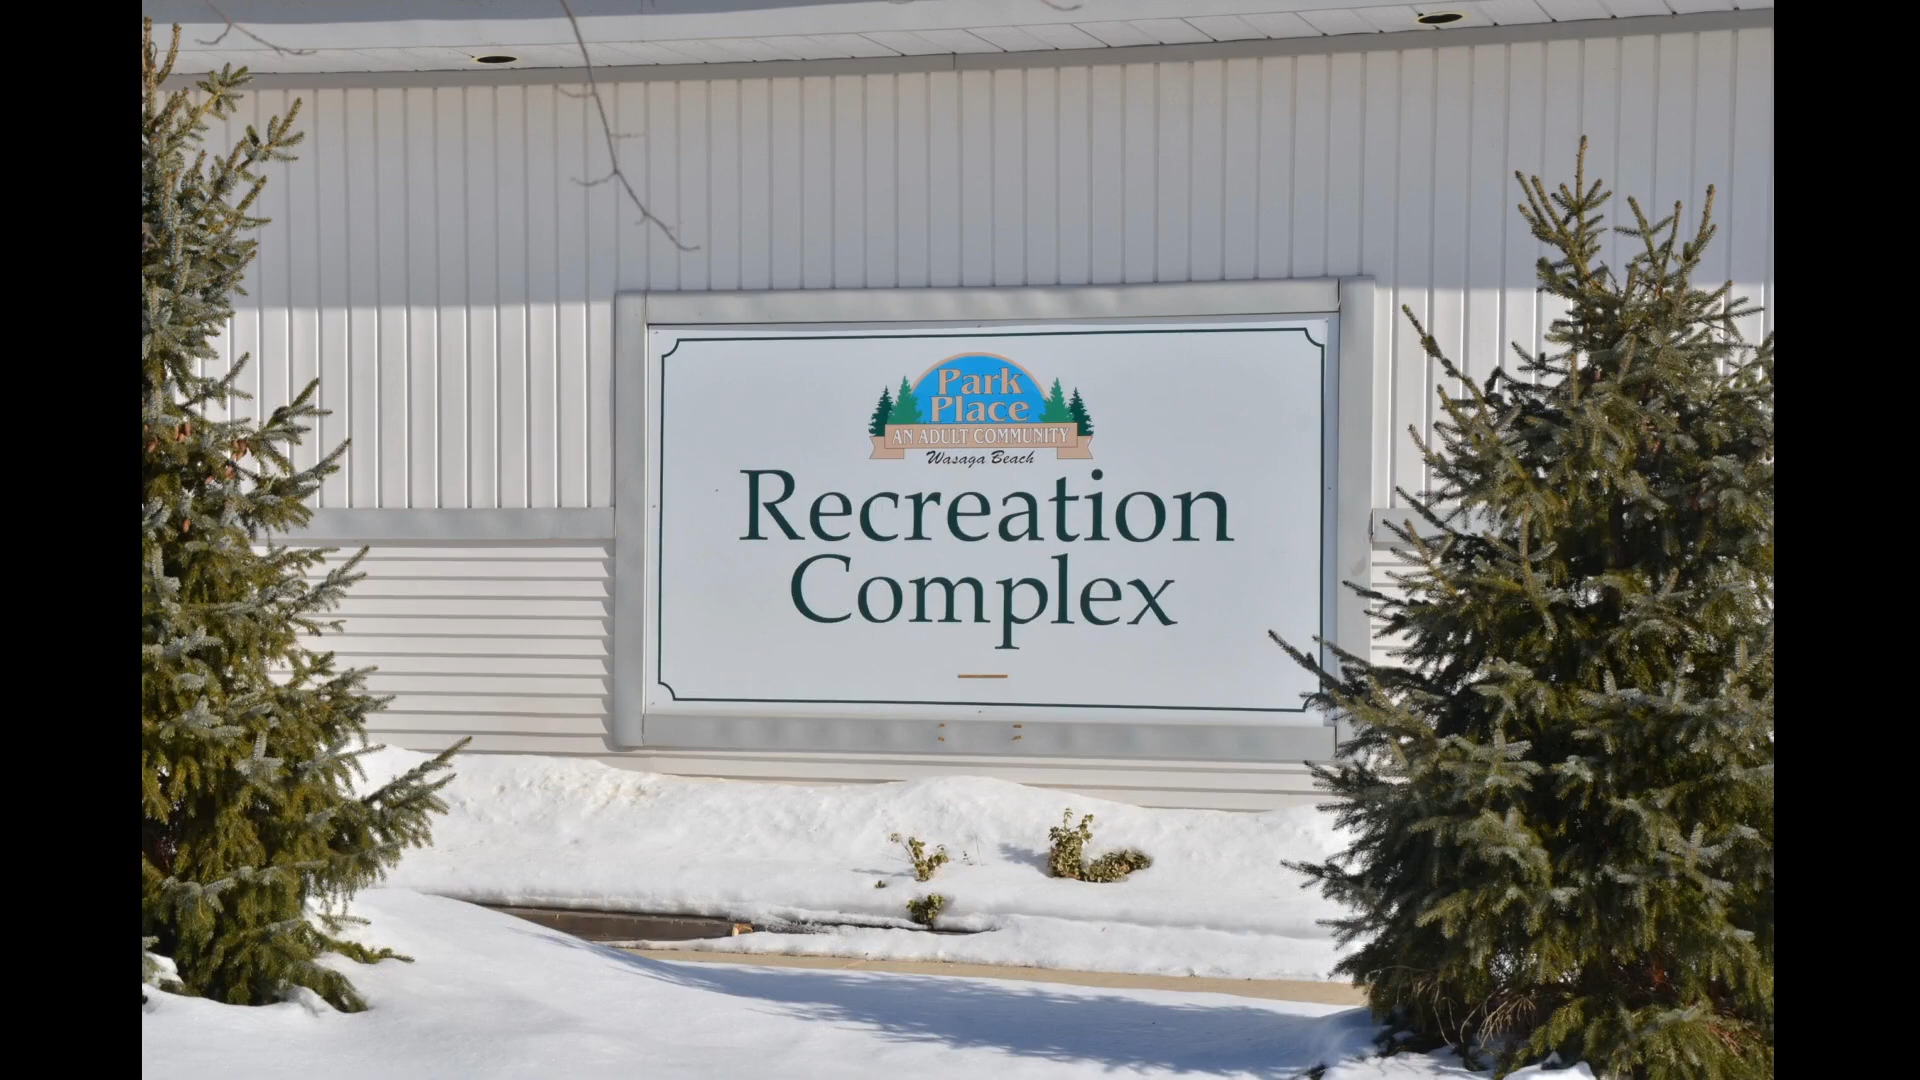 Park
Place
AN ADULT COMMUNITY
Wasaga Beach
Recreation
Complex